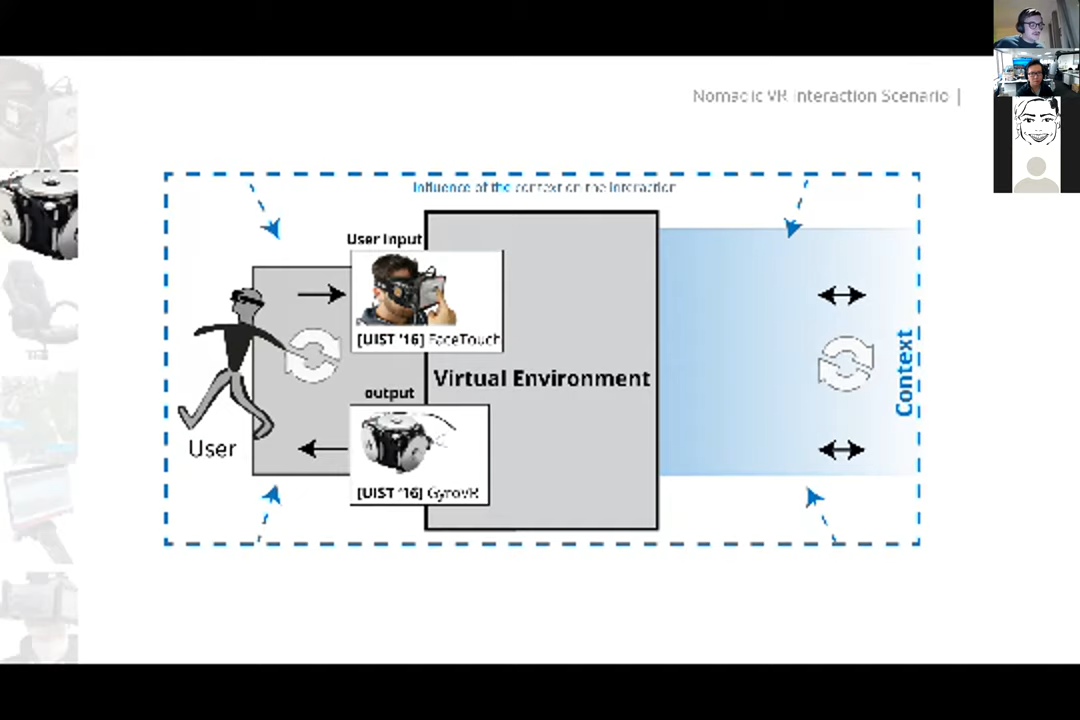 Nomadic VR Interaction Scenario |
Influence of the context on the interaction
User Input
[UIST '16] FaceTouch
Virtual Environment
output
[UIST '16] GyroVR
User
Context